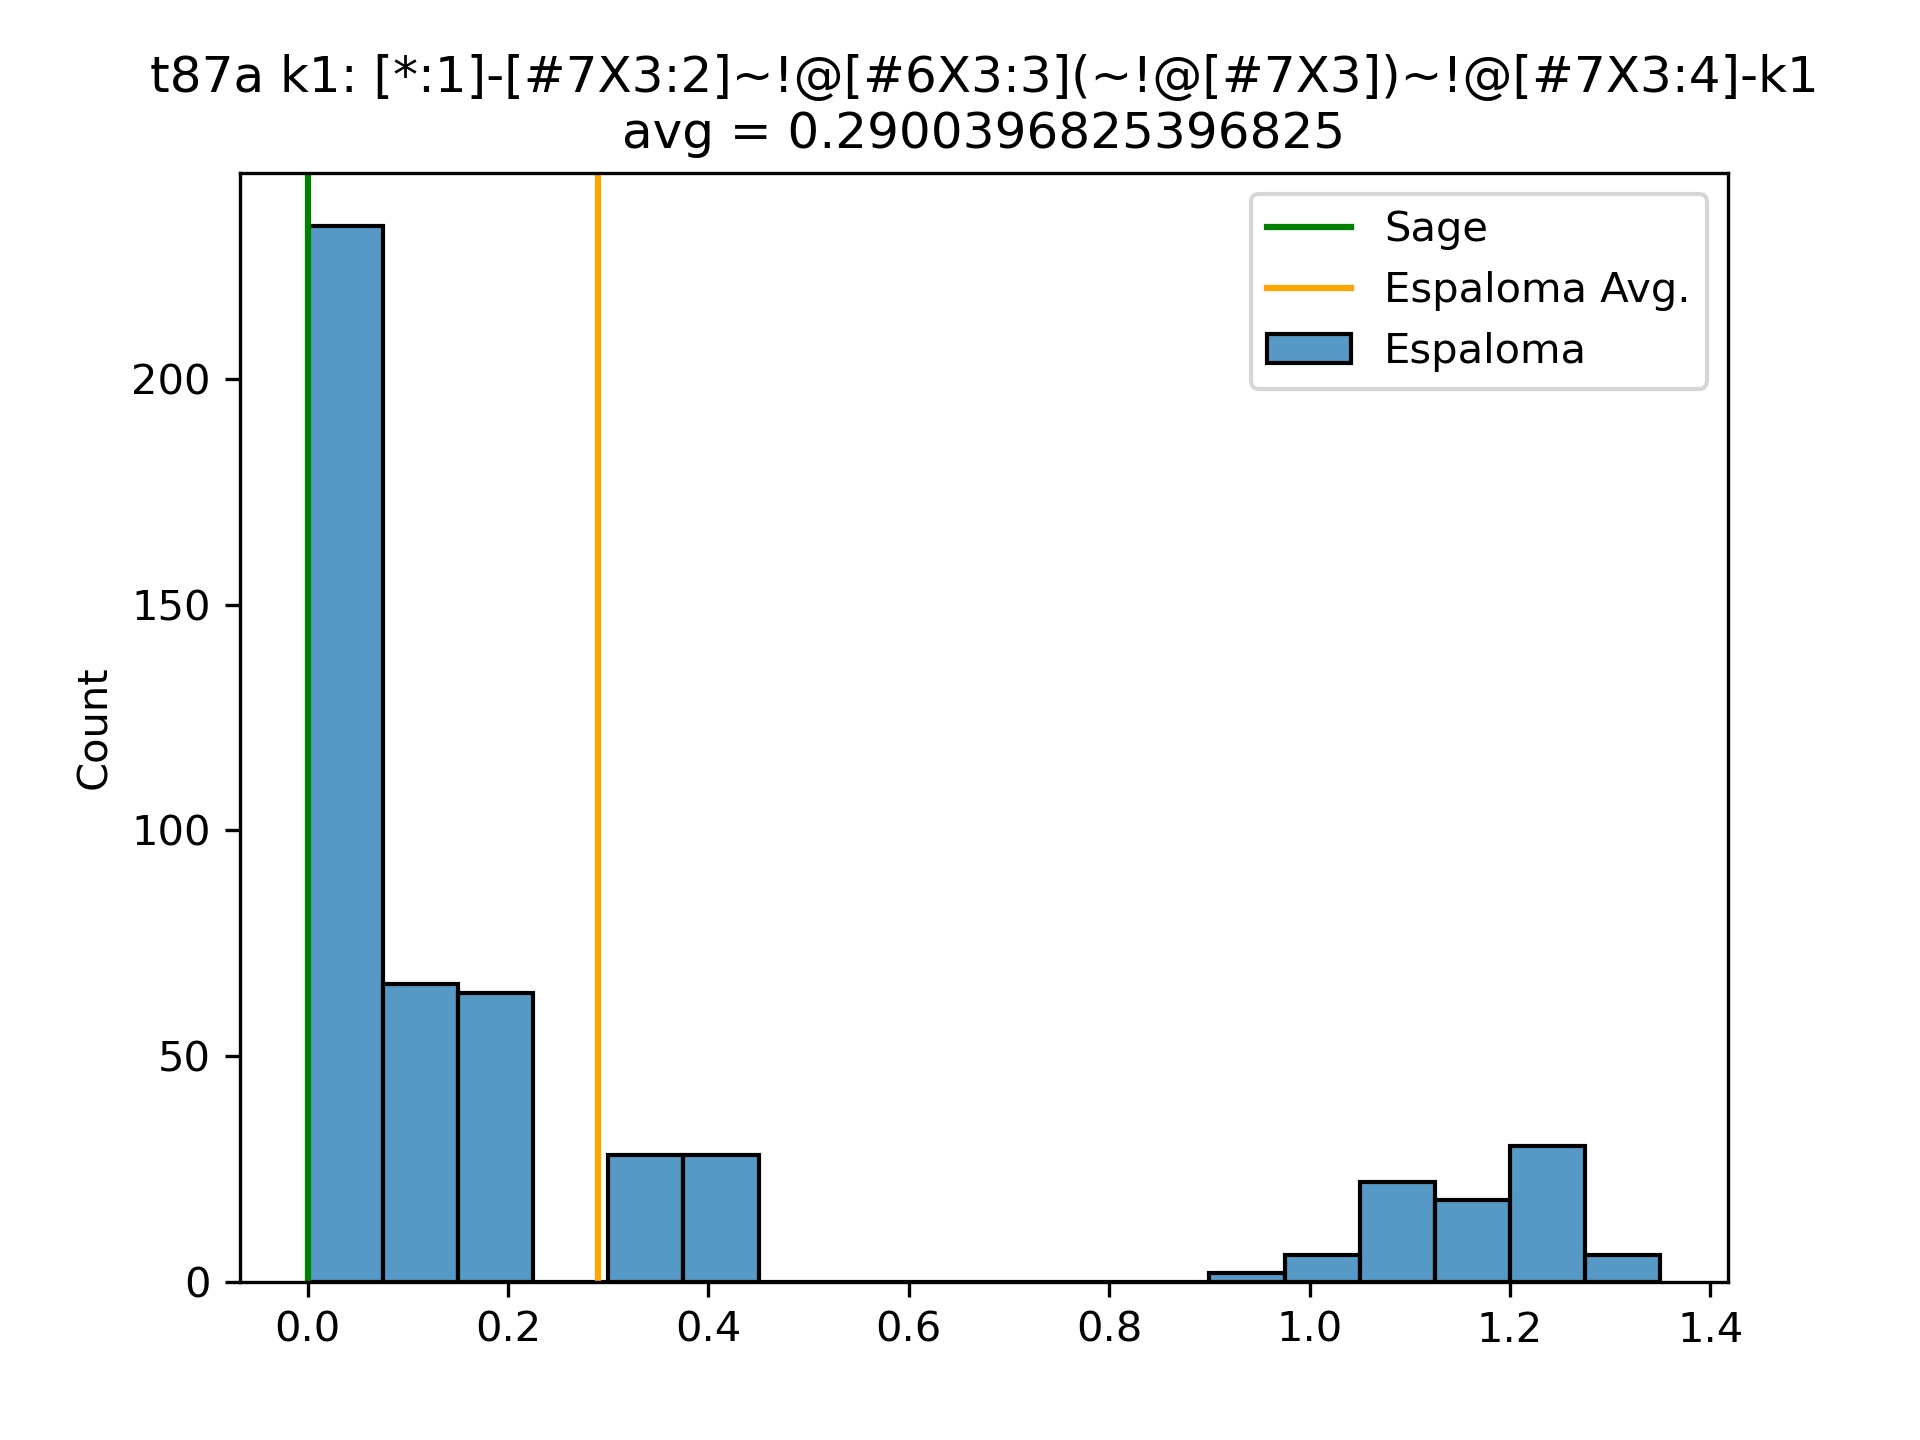 t87a k1: [*:1]-[#7X3:2]~!@[#6X3:3](~!@[#7X3])~!@[#7X3:4]-k1
avg = 0.2900396825396825
Sage
Espaloma Avg.
Espaloma
200
150
100
50
0
Count
0.0 0.2 0.4 0.6 0.8 1.0 1.2 1.4